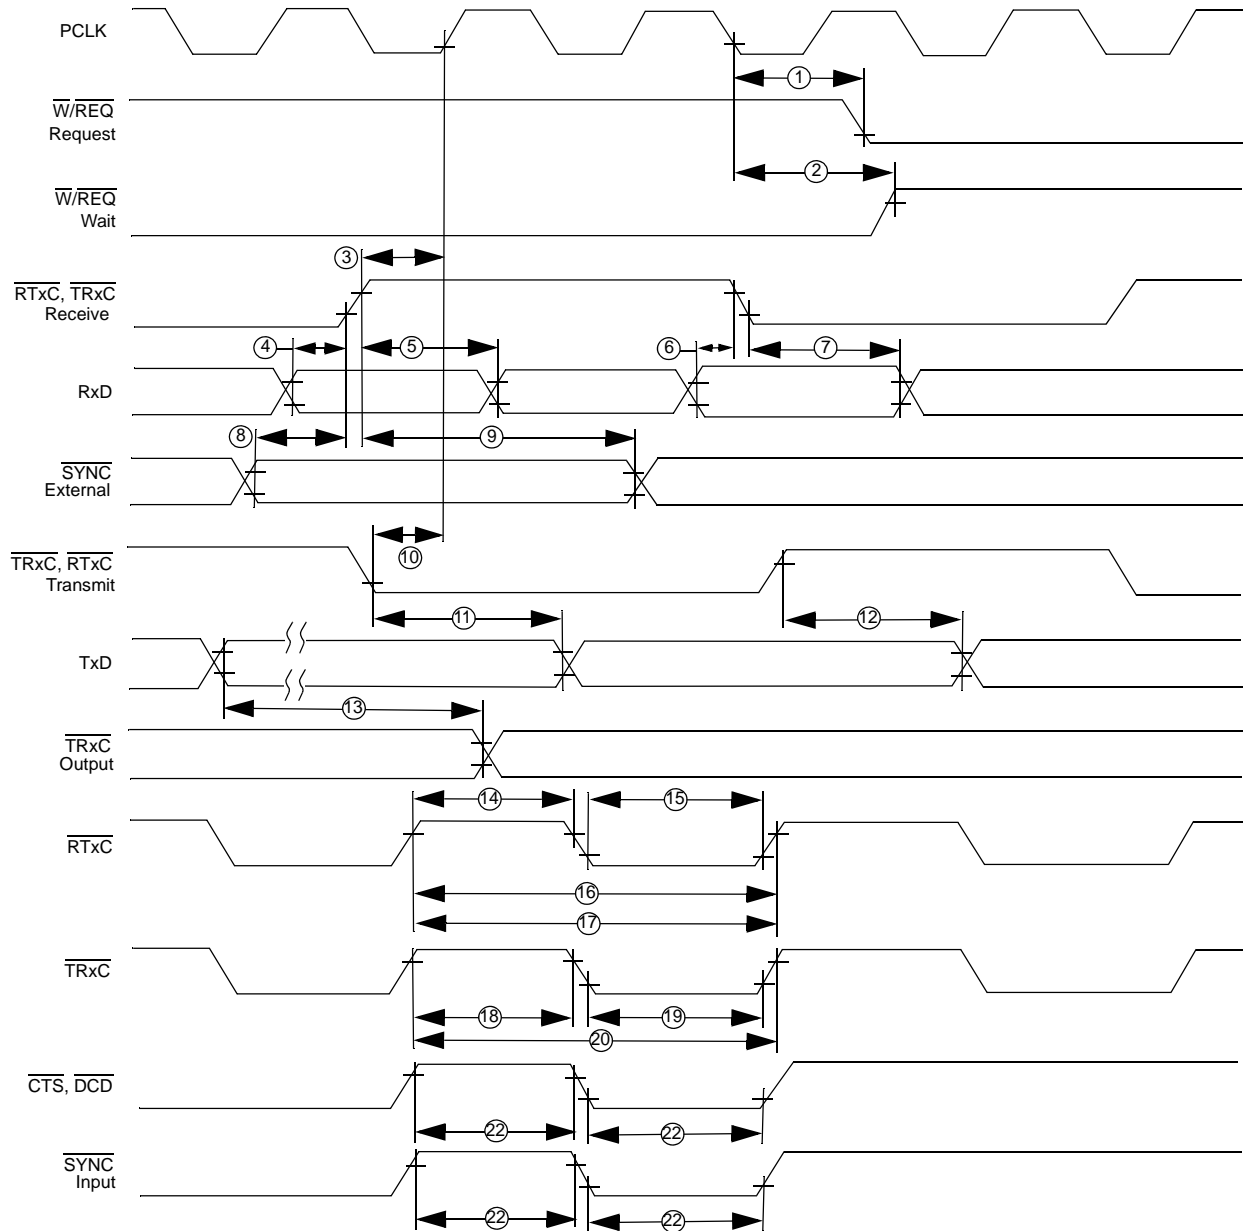 PCLK
1
W/REQ
Request
2
W/REQ
Wait
3
RTxC, TRxC
Receive
4
5
6
7
RxD
8
9
SYNC
External
10
TRxC, RTxC
Transmit
11
12
TxD
13
TRxC
Output
14
15
RTxC
16
17
TRxC
18
19
20
CTS, DCD
22
22
SYNC
Input
22
22